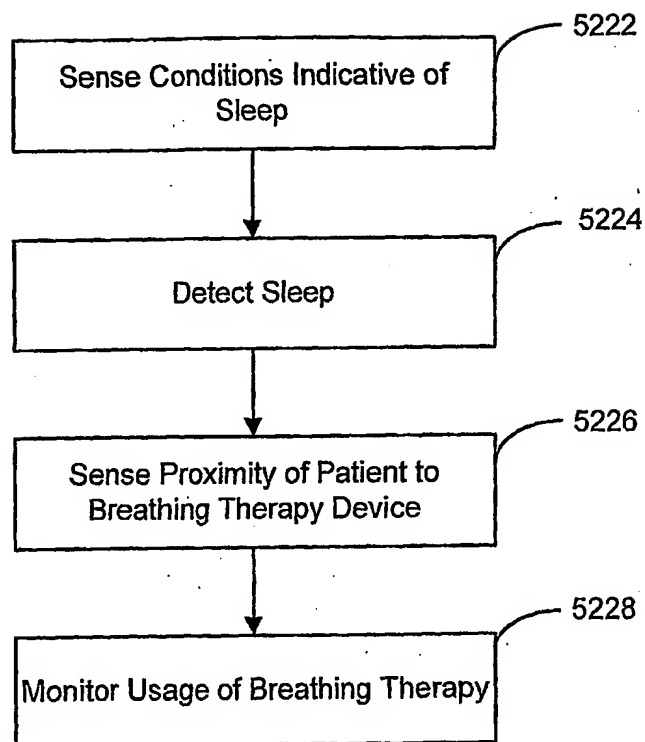 5222
Sense Conditions Indicative of
Sleep
5224
Detect Sleep
5226
Sense Proximity of Patient to
Breathing Therapy Device
5228
Monitor Usage of Breathing Therapy